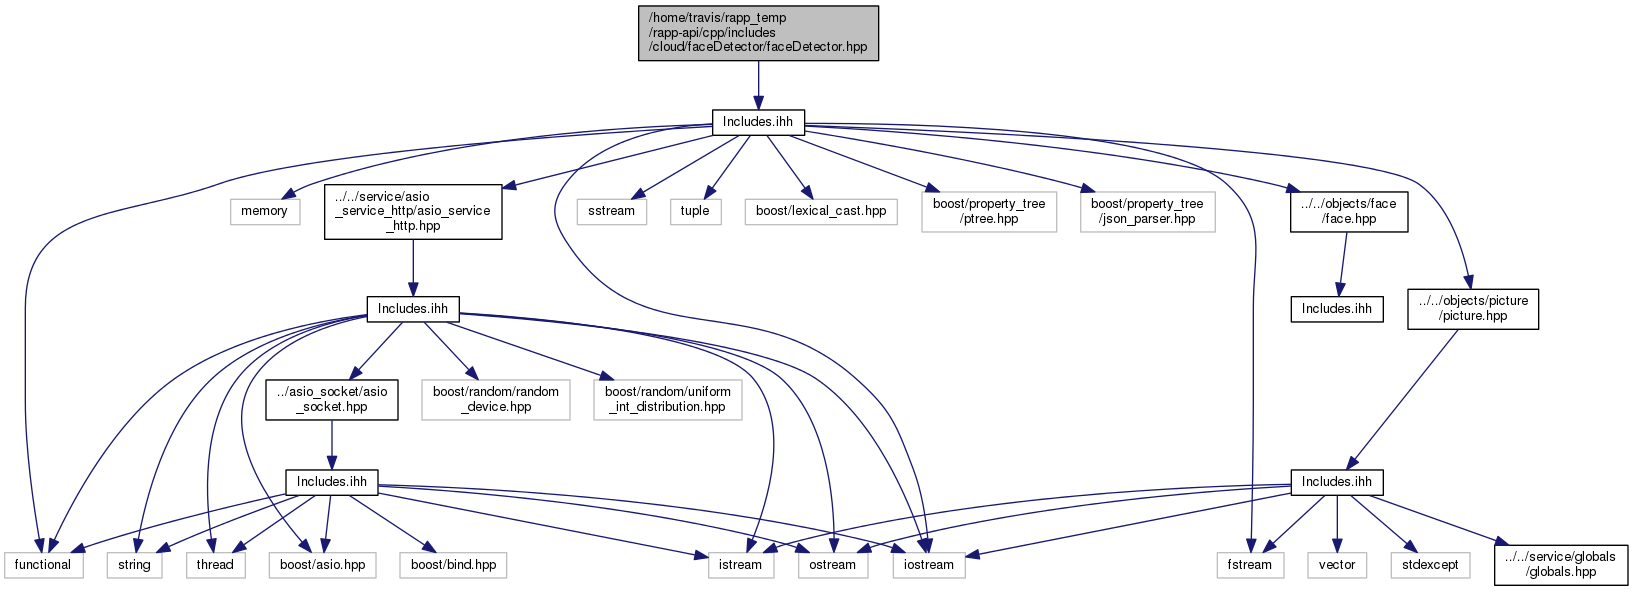 /home/travis/rapp_temp
/rapp-api/cpp/includes
/cloud/faceDetector/faceDetector.hpp
Includes.ihh
memory
../../service/asio
_service_http/asio_service
_http.hpp
sstream
tuple
boost/lexical_cast.hpp
boost/property_tree
/ptree.hpp
boost/property_tree
/json_parser.hpp
../../objects/face
/face.hpp
Includes.ihh
Includes.ihh
../../objects/picture
/picture.hpp
../asio_socket/asio
_socket.hpp
boost/random/random
_device.hpp
boost/random/uniform
_int_distribution.hpp
Includes.ihh
Includes.ihh
functional
string
thread
boost/asio.hpp
boost/bind.hpp
istream
ostream
iostream
fstream
vector
stdexcept
../../service/globals
/globals.hpp